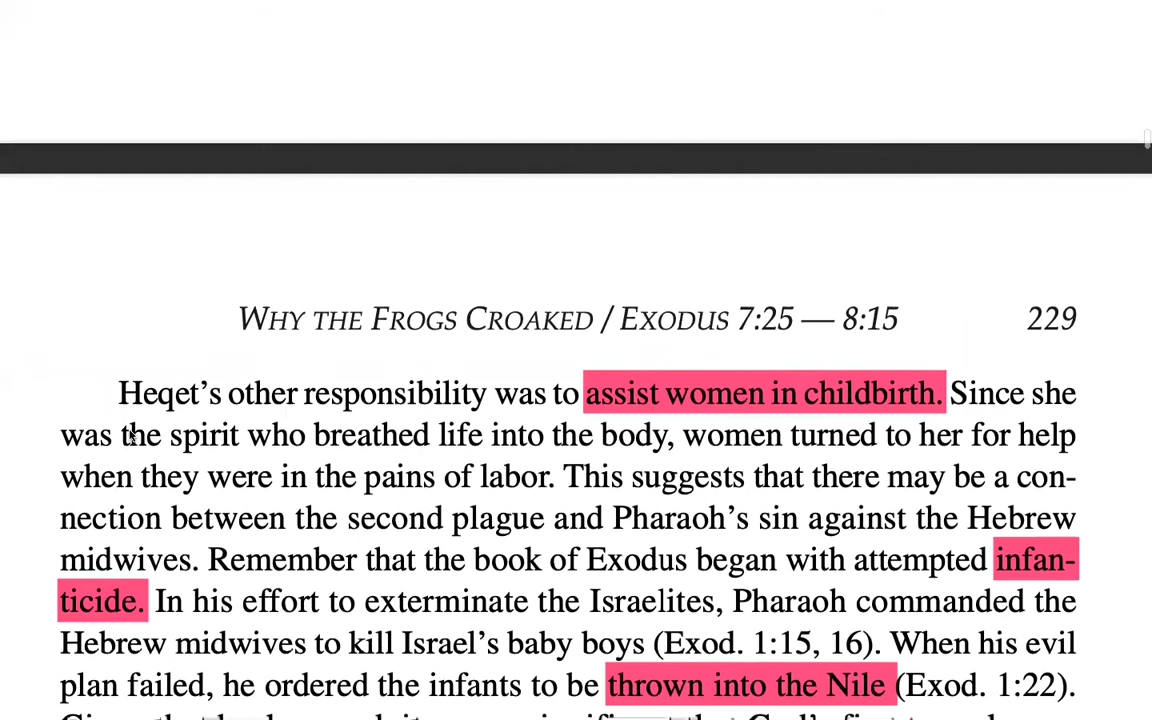 WHY THE FROGS CROAKED / EXODUS 7:25 — 8:15 229
Heqet’s other responsibility was to assist women in childbirth. Since she
was the spirit who breathed life into the body, women turned to her for help
when they were in the pains of labor. This suggests that there may be a con-
nection between the second plague and Pharaoh’s sin against the Hebrew
midwives. Remember that the book of Exodus began with attempted infan-
ticide. In his effort to exterminate the Israelites, Pharaoh commanded the
Hebrew midwives to kill Israel’s baby boys (Exod. 1:15, 16). When his evil
plan failed, he ordered the infants to be thrown into the Nile (Exod. 1:22).